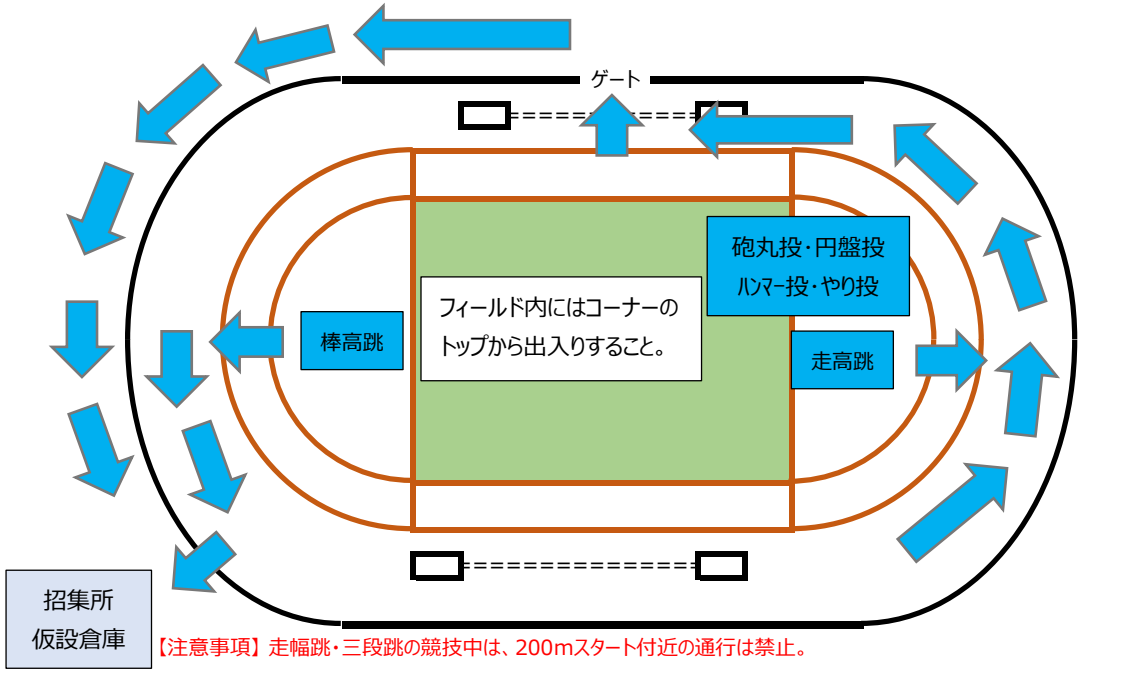 ゲート
砲丸投・円盤投
ハンマー投・やり投
フィールド内にはコーナーの
トップから出入りすること。
棒高跳
走高跳
招集所
仮設倉庫
【注意事項】走幅跳・三段跳の競技中は、200mスタート付近の通行は禁止。